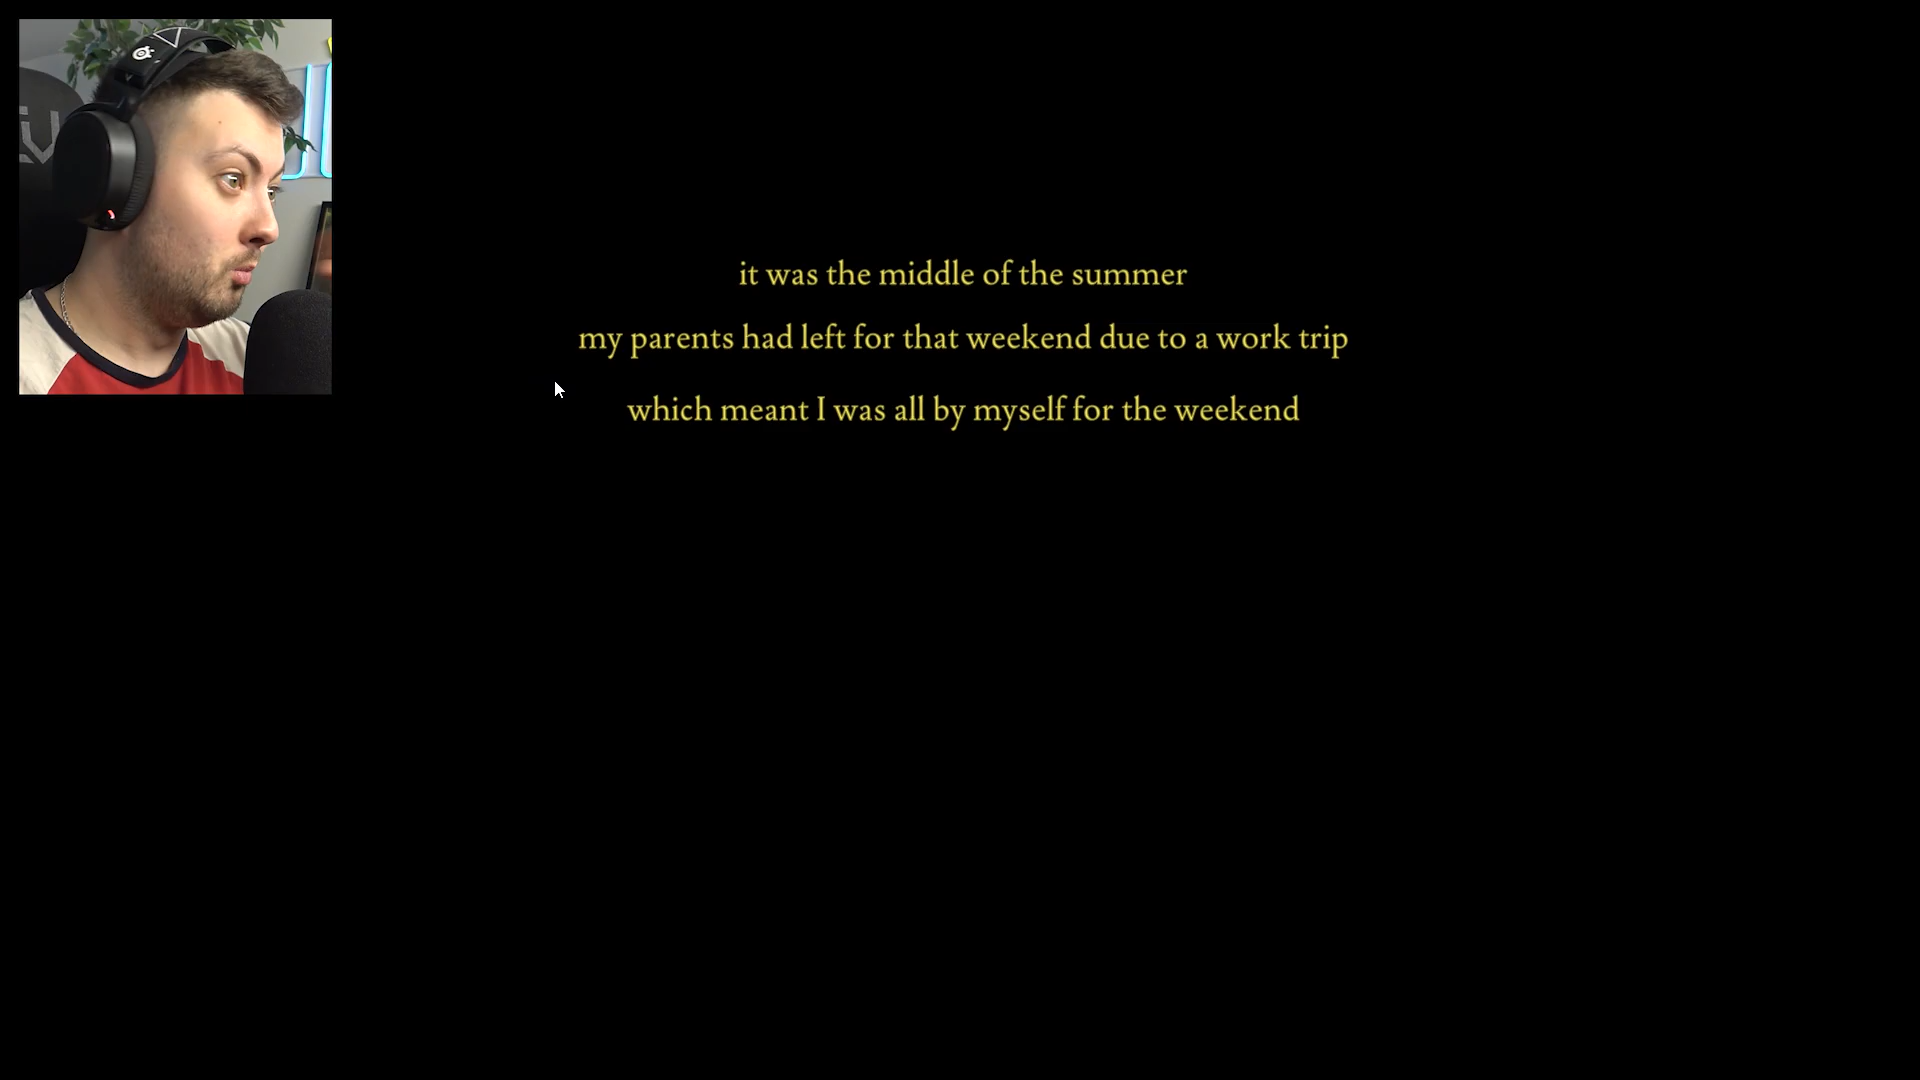 it was the middle of the summer
my parents had left for that weekend due to a work trip
which meant I was all by myself for the weekend